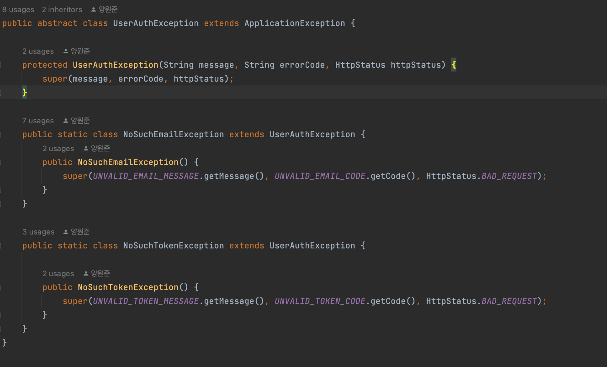 8 usages 2 inheritors 양원준
public abstract class UserAuthException extends ApplicationException {
2 usages 양원준
protected UserAuthException(String message, String errorCode, HttpStatus httpStatus) {
super(message, errorCode, httpStatus);
}
7 usages 양원준
public static class NoSuchEmailException extends UserAuthException {
2 usages 양원준
public NoSuchEmailException() {
super(UNVALID_EMAIL_MESSAGE.getMessage(), UNVALID_EMAIL_CODE.getCode(), HttpStatus.BAD_REQUEST);
}
}
3 usages 양원준
public static class NoSuchTokenException extends UserAuthException {
2 usages 양원준
public NoSuchTokenException() {
super(UNVALID_TOKEN_MESSAGE.getMessage(), UNVALID_TOKEN_CODE.getCode(), HttpStatus.BAD_REQUEST);
}
}
}